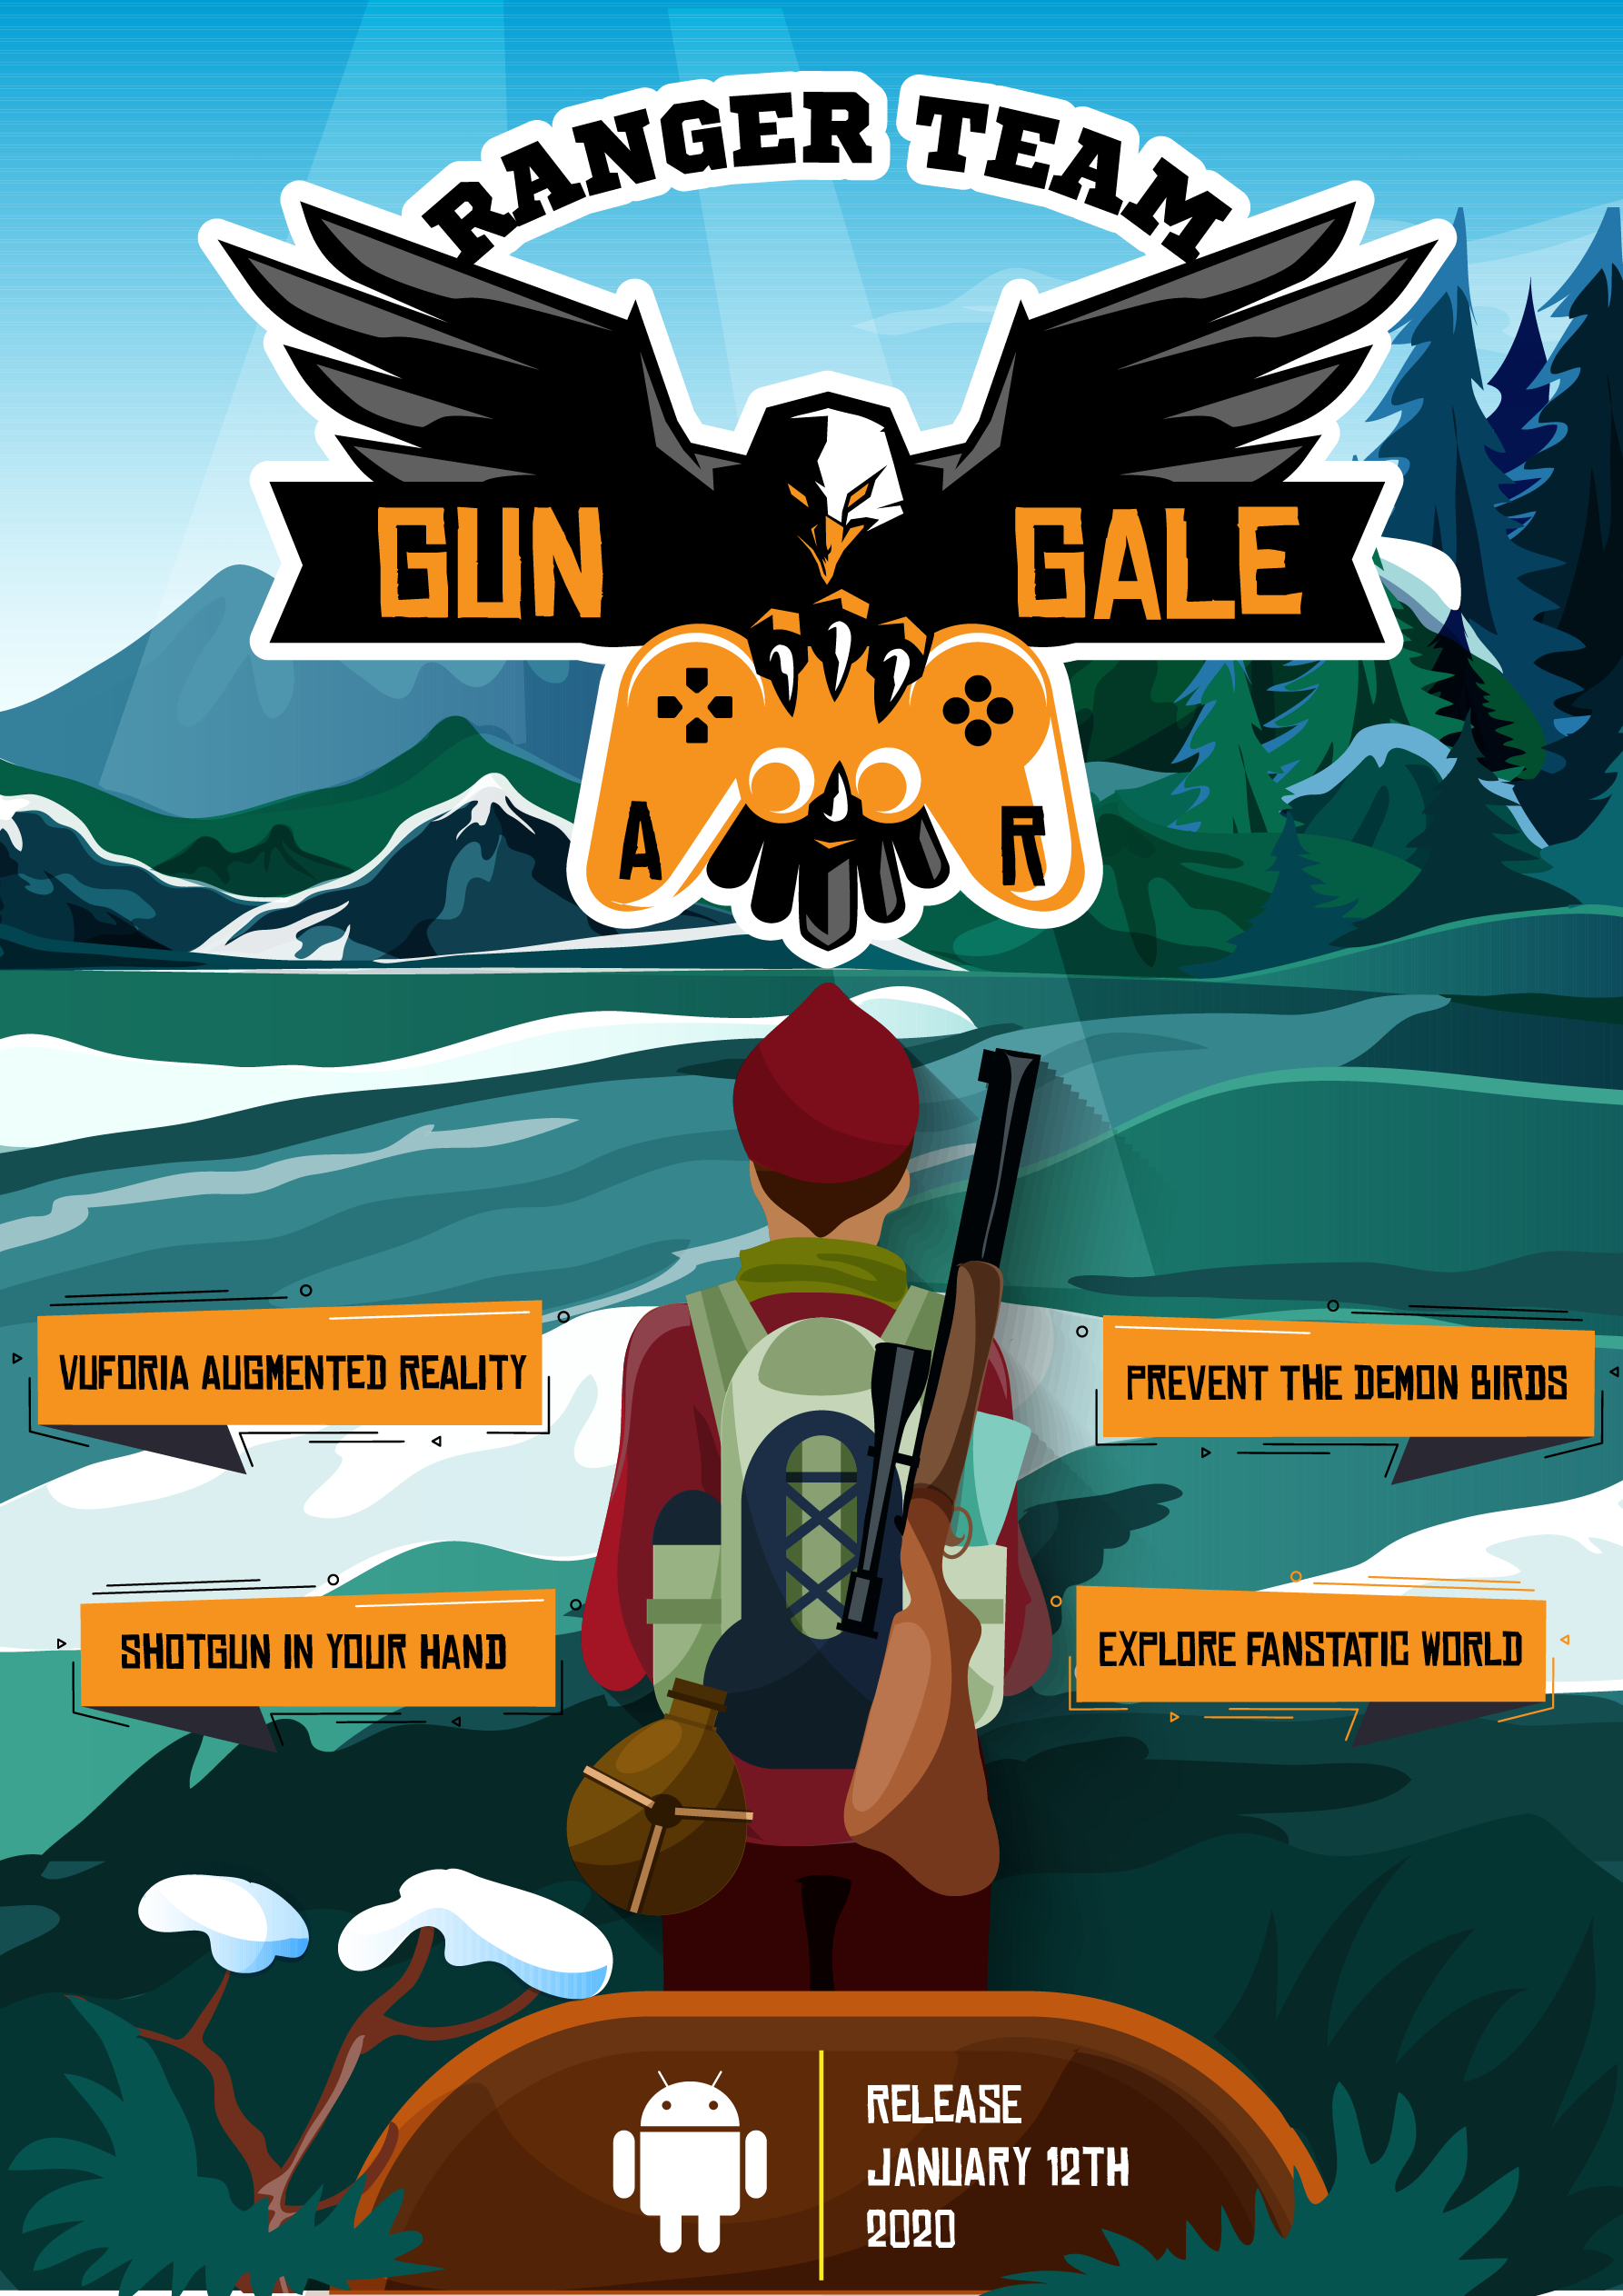 RANGER TEAM
GUN GALE
A R
VUFORIA AUGMENTED REALITY
PREVENT THE DEMON BIRDS
SHOTGUN IN YOUR HAND
EXPLORE FANSTATIC WORLD
RELEASE
JANUARY 12TH
2020